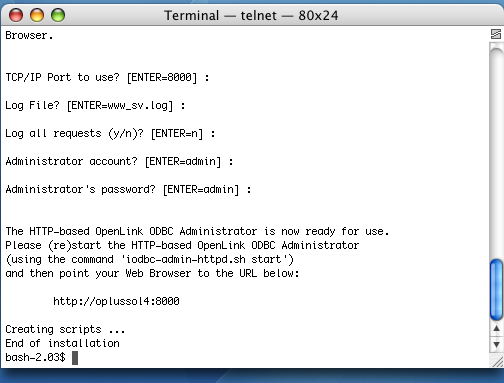 Terminal — telnet — 80x24
Browser.
TCP/IP Port to use? [ENTER=8000] :
Log File? [ENTER=www_sv.log] :
Log all requests (y/n)? [ENTER=n] :
Administrator account? [ENTER=admin] :
Administrator's password? [ENTER=admin] :
The HTTP-based OpenLink ODBC Administrator is now ready for use.
Please (re)start the HTTP-based OpenLink ODBC Administrator
(using the command 'iodbc-admin-httpd.sh start')
and then point your Web Browser to the URL below:
http://oplussol4:8000
Creating scripts ...
End of installation
bash-2.03$